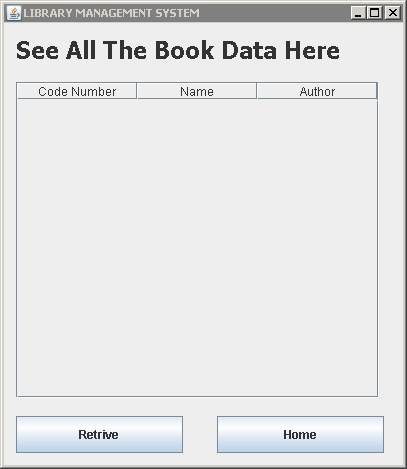 LIBRARY MANAGEMENT SYSTEM
See All The Book Data Here
Code Number Name Author
Retrive Home